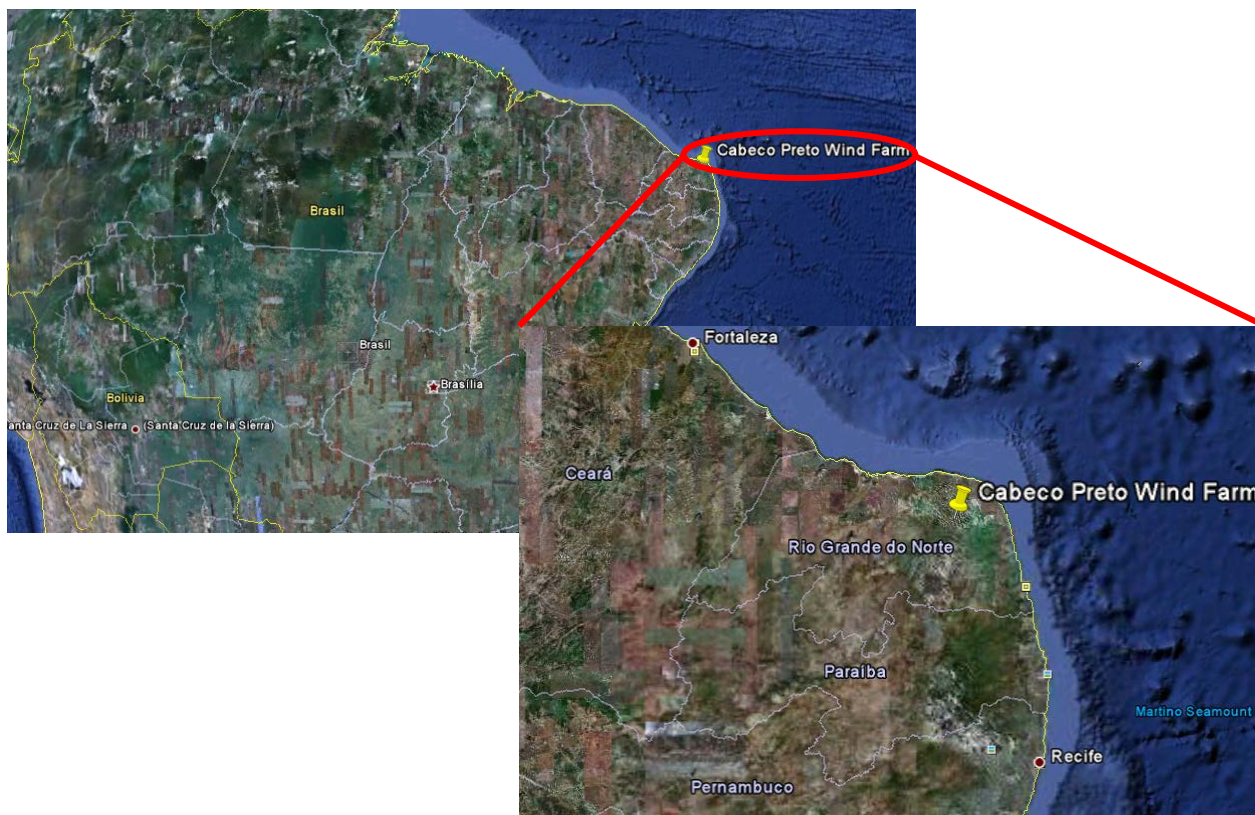 Cabeco Preto Wind Farm
Brasil
Brasil
Brasília
Bolivia
anta Cruz de La Sierra (Santa Cruz de la Sierra)
Fortaleza
Ceará
Cabeco Preto Wind Farm
Rio Grande do Norte
Paraíba
Martino Seamount
Recife
Pernambuco